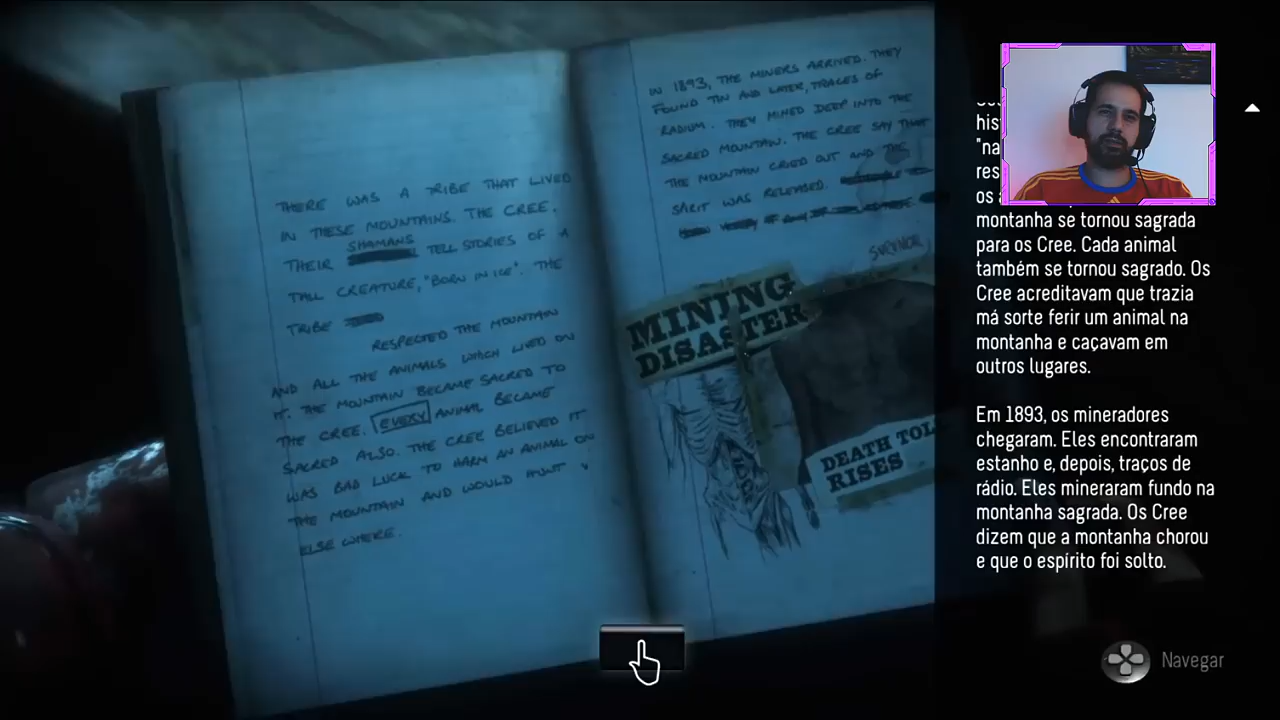 THERE WAS A TRIBE THAT LIVED
IN THESE MOUNTAINS. THE CREE.
SHAMANS
THEIR TELL STORIES OF A
TALL CREATURE, "BORN IN ICE". THE
TRIBE
RESPECTED THE MOUNTAIN
AND ALL THE ANIMALS WHICH LIVED ON
IT. THE MOUNTAIN BECAME SACRED TO
THE CREE. EVERY ANIMAL BECAME
SACRED ALSO. THE CREE BELIEVED IT
WAS BAD LUCK TO HARM AN ANIMAL ON
THE MOUNTAIN AND WOULD HUNT
ELSE WHERE.
IN 1893, THE MINERS ARRIVED. THEY
FOUND TIN AND LATER, TRACES OF
RADIUM. THEY MINED DEEP INTO THE
SACRED MOUNTAIN. THE CREE SAY THAT
THE MOUNTAIN CRIED OUT AND THE
SARIT WAS RELEASED.
SURVIVOR
MINING
DISASTER
DEATH TOL
RISES
his
"na
res
os a
montanha se tornou sagrada
para os Cree. Cada animal
também se tornou sagrado. Os
Cree acreditavam que trazia
má sorte ferir um animal na
montanha e caçavam em
outros lugares.
Em 1893, os mineradores
chegaram. Eles encontraram
estanho e, depois, traços de
rádio. Eles mineraram fundo na
montanha sagrada. Os Cree
dizem que a montanha chorou
e que o espírito foi solto.
Navegar